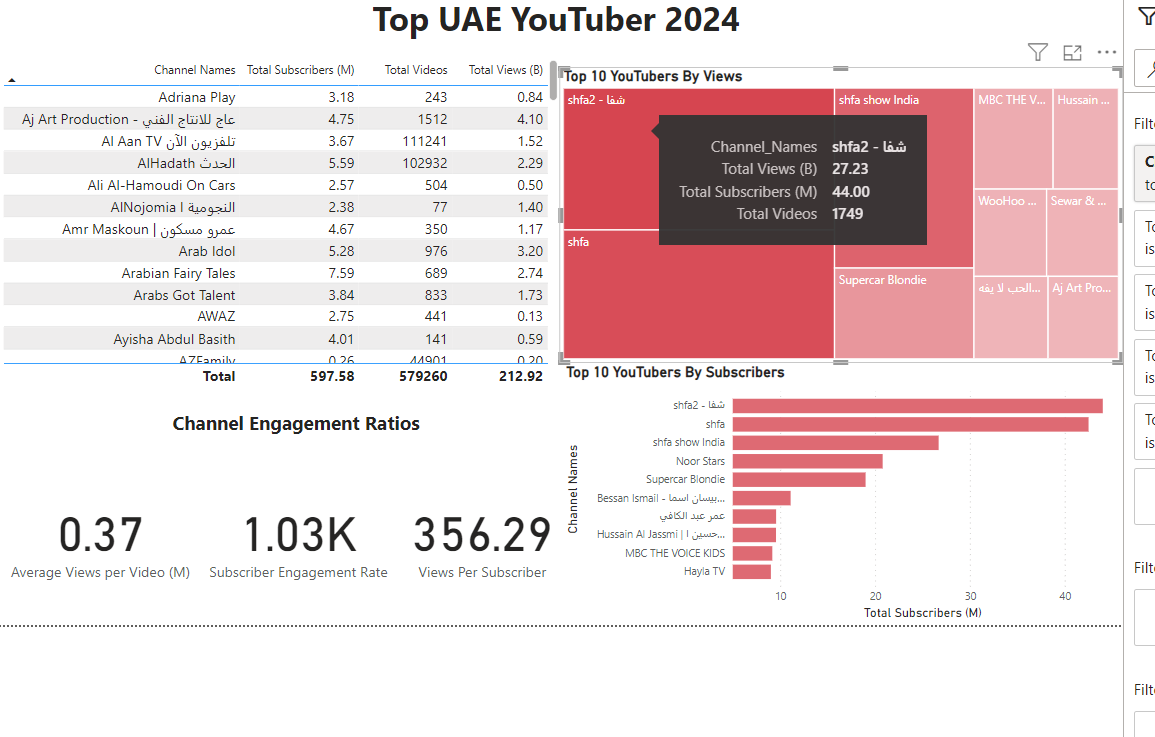 Top UAE YouTuber 2024
Channel Names Total Subscribers (M) Total Videos Total Views (B)
Adriana Play 3.18 243 0.84
Aj Art Production - عاج للانتاج الفني 4.75 1512 4.10
Al Aan TV تلفزيون الآن 3.67 111241 1.52
AlHadath الحدث 5.59 102932 2.29
Ali Al-Hamoudi On Cars 2.57 504 0.50
AlNojomia I النجومية 2.38 77 1.40
Amr Maskoun | عمرو مسكون 4.67 350 1.17
Arab Idol 5.28 976 3.20
Arabian Fairy Tales 7.59 689 2.74
Arabs Got Talent 3.84 833 1.73
AWAZ 2.75 441 0.13
Ayisha Abdul Basith 4.01 141 0.59
AZFamily 0.26 44901 0.20
Total 597.58 579260 212.92
Top 10 YouTubers By Views
shfa2 - شفا
shfa show India
MBC THE V...
Hussain ...
Channel_Names shfa2 - شفا
Total Views (B) 27.23
Total Subscribers (M) 44.00
Total Videos 1749
WooHoo ...
Sewar & ...
shfa
Supercar Blondie
الحب لا يفه...
Aj Art Pro...
Channel Engagement Ratios
0.37
Average Views per Video (M)
1.03K
Subscriber Engagement Rate
356.29
Views Per Subscriber
Top 10 YouTubers By Subscribers
Channel Names
shfa2 - شفا
shfa
shfa show India
Noor Stars
Supercar Blondie
Bessan Ismail - بيسان اسما...
عمر عبد الكافي
Hussain Al Jassmi | حسين ا...
MBC THE VOICE KIDS
Hayla TV
10 20 30 40
Total Subscribers (M)
Filt
C
to
To
is
To
is
To
is
To
is
Filt
Filt